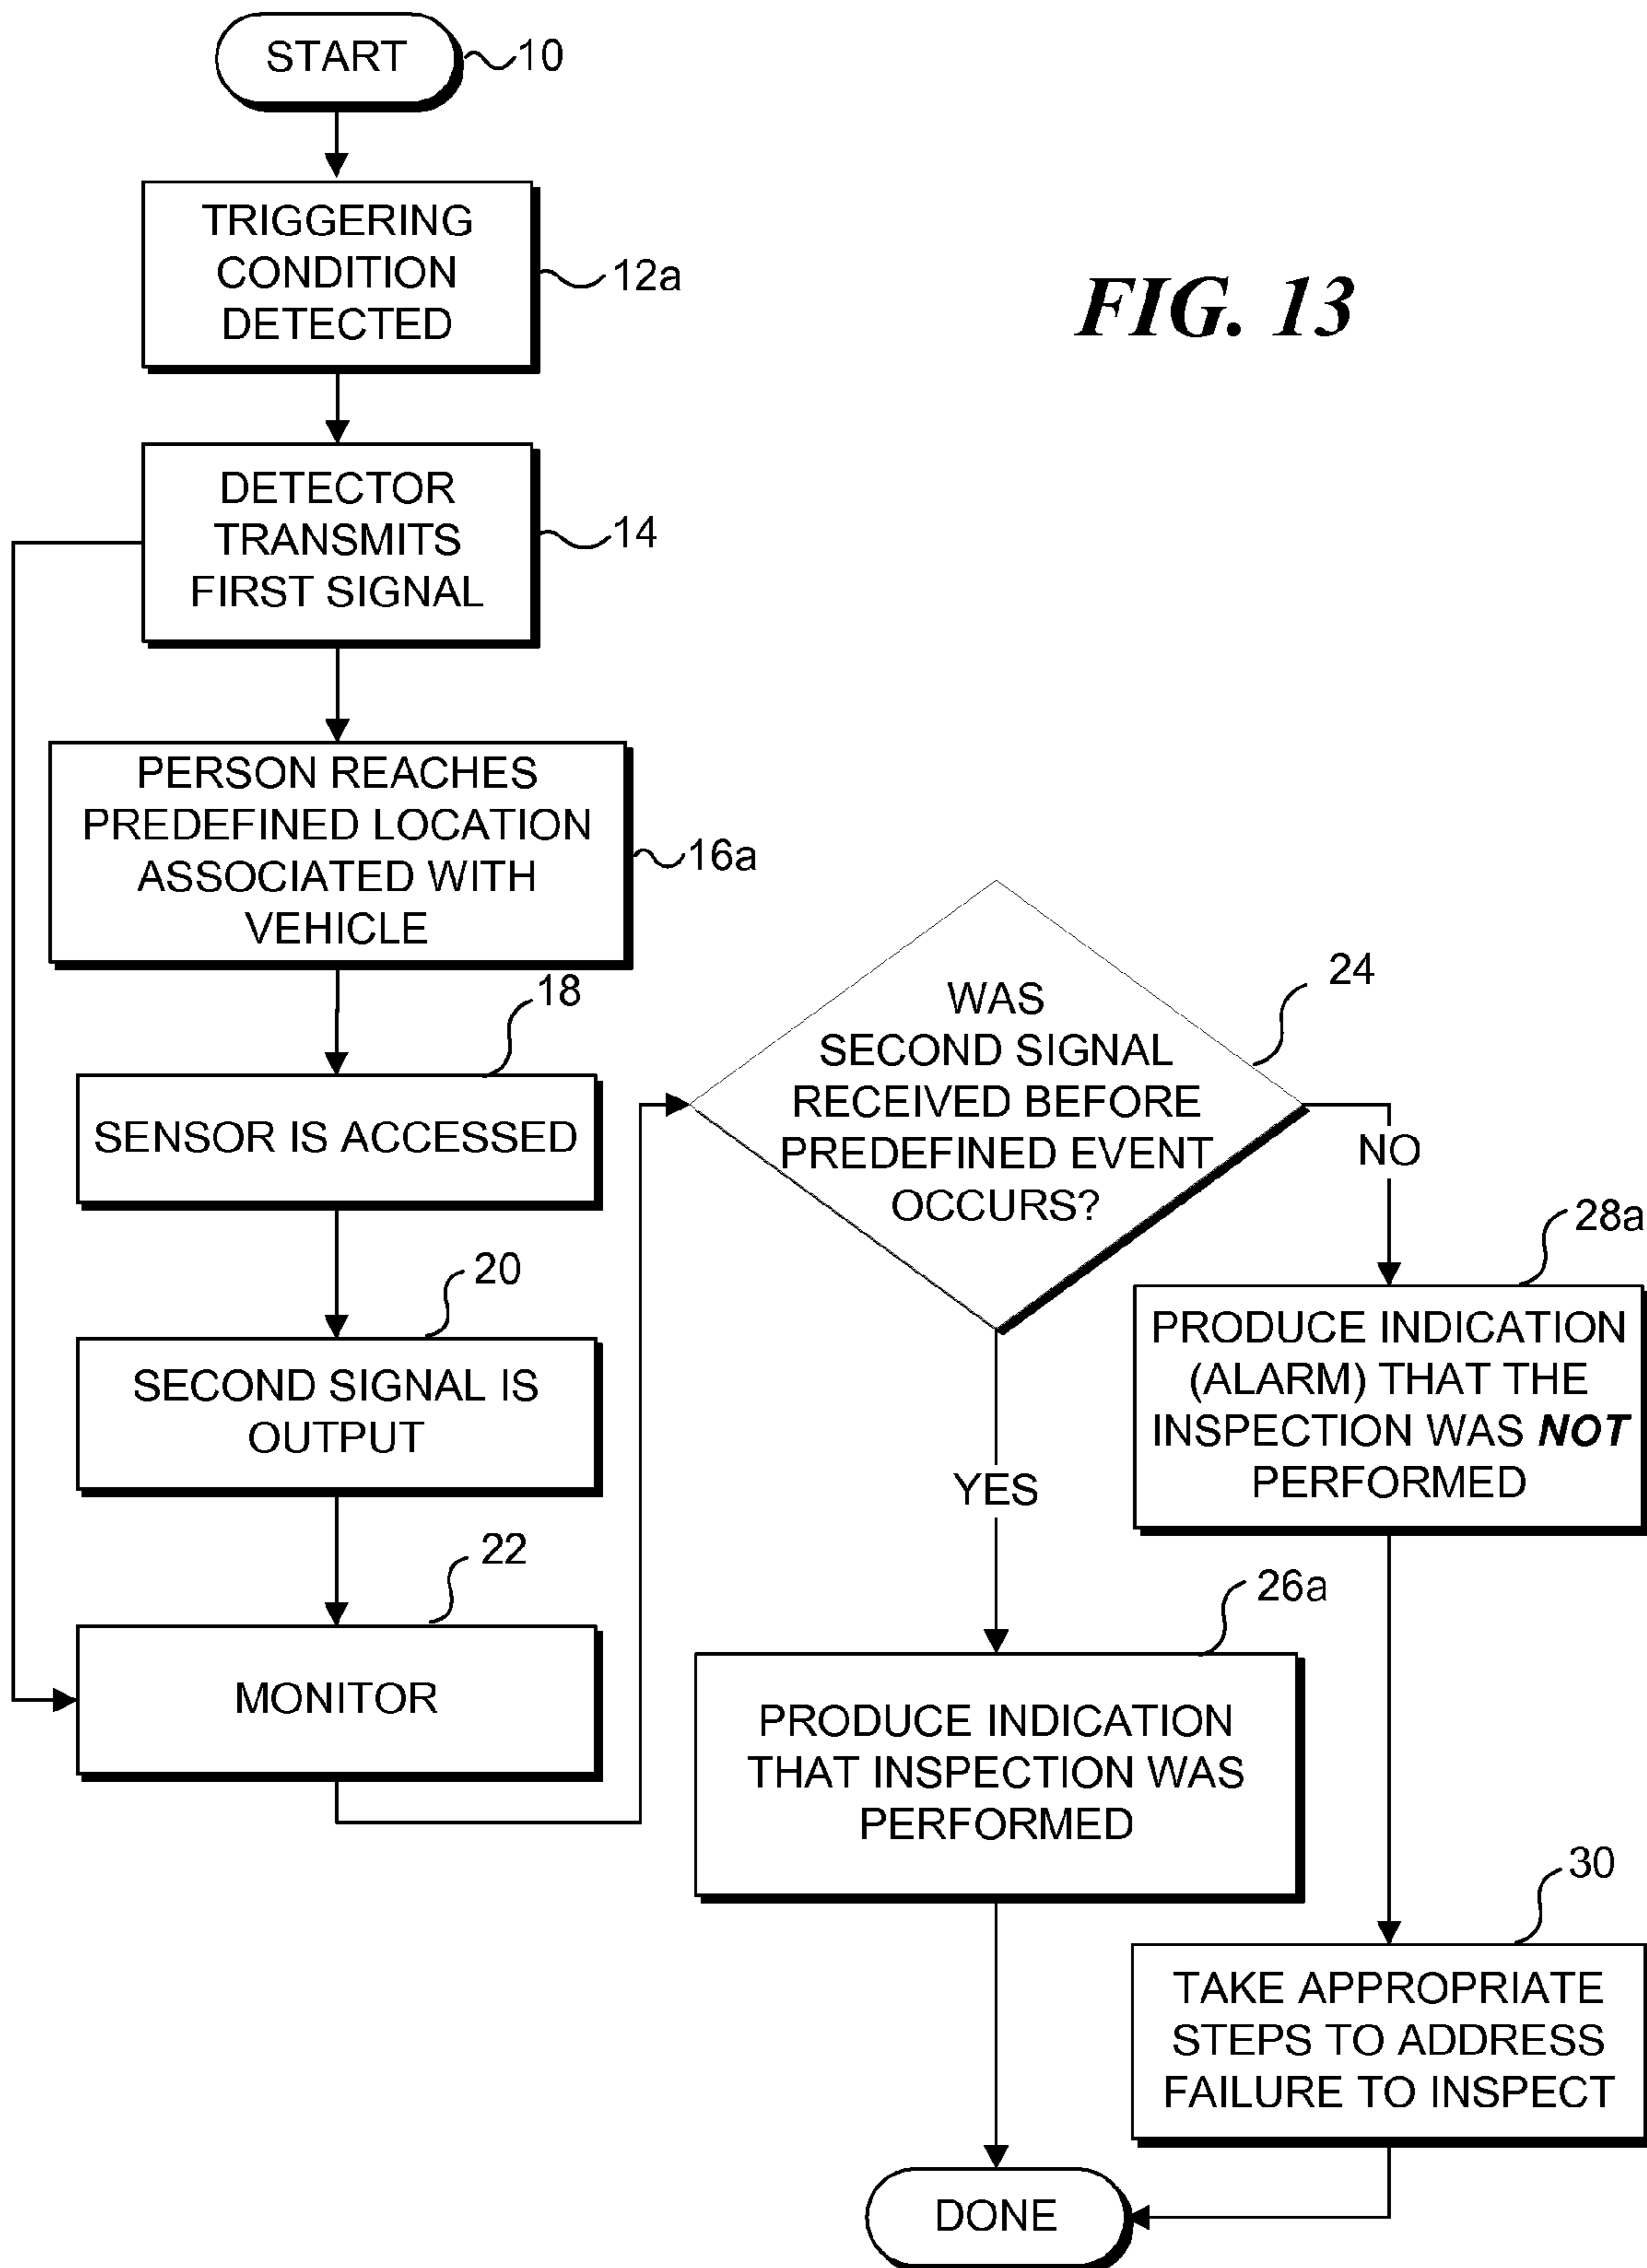 START
10
TRIGGERING
CONDITION
DETECTED
12a
FIG. 13
DETECTOR
TRANSMITS
FIRST SIGNAL
14
PERSON REACHES
PREDEFINED LOCATION
ASSOCIATED WITH
VEHICLE
16a
18
SENSOR IS ACCESSED
20
SECOND SIGNAL IS
OUTPUT
22
MONITOR
24
WAS
SECOND SIGNAL
RECEIVED BEFORE
PREDEFINED EVENT
OCCURS?
NO
28a
PRODUCE INDICATION
(ALARM) THAT THE
INSPECTION WAS NOT
PERFORMED
YES
26a
PRODUCE INDICATION
THAT INSPECTION WAS
PERFORMED
30
TAKE APPROPRIATE
STEPS TO ADDRESS
FAILURE TO INSPECT
DONE